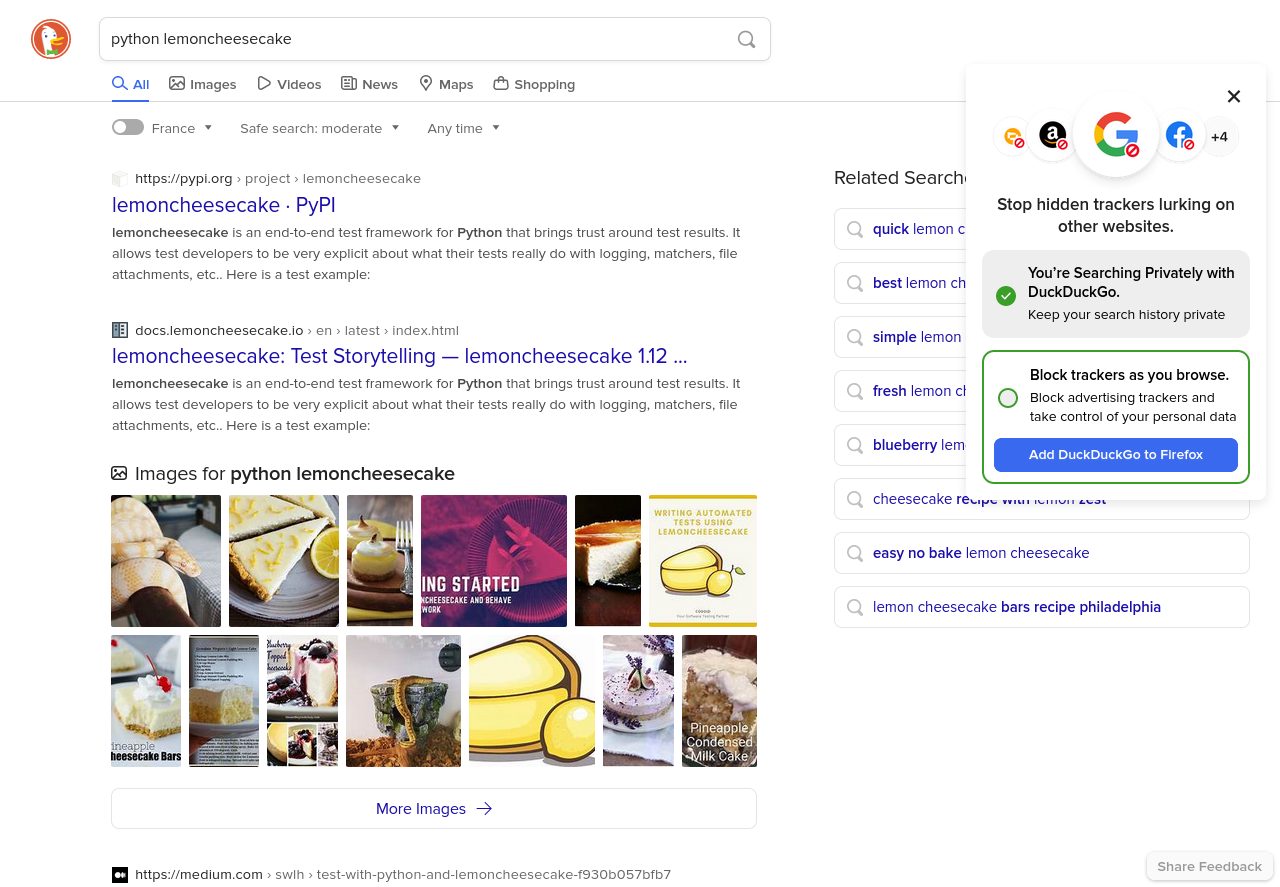 python lemoncheesecake
All
Images
Videos
News
Maps
Shopping
France
Safe search: moderate
Any time
https://pypi.org › project › lemoncheesecake
lemoncheesecake · PyPI
lemoncheesecake is an end-to-end test framework for Python that brings trust around test results. It
allows test developers to be very explicit about what their tests really do with logging, matchers, file
attachments, etc.. Here is a test example:
docs.lemoncheesecake.io › en › latest › index.html
lemoncheesecake: Test Storytelling — lemoncheesecake 1.12 ...
lemoncheesecake is an end-to-end test framework for Python that brings trust around test results. It
allows test developers to be very explicit about what their tests really do with logging, matchers, file
attachments, etc.. Here is a test example:
Images for python lemoncheesecake
ING STARTED
NCHEESECAKE AND BEHAVE
WORK
WRITING AUTOMATED
TESTS USING
LEMONCHEESECAKE
Your Software Testing Partner
ineapple
heesecake Bars
Blueberry
Topped
heesecake
Pineapple
Condensed
Milk Cake
More Images
https://medium.com › swlh › test-with-python-and-lemoncheesecake-f930b057bfb7
Related Searche
quick lemon c
best lemon ch
simple lemon
fresh lemon ch
blueberry lem
cheesecake recipe with lemon zest
easy no bake lemon cheesecake
lemon cheesecake bars recipe philadelphia
+4
Stop hidden trackers lurking on
other websites.
You’re Searching Privately with
DuckDuckGo.
Keep your search history private
Block trackers as you browse.
Block advertising trackers and
take control of your personal data
Add DuckDuckGo to Firefox
Share Feedback